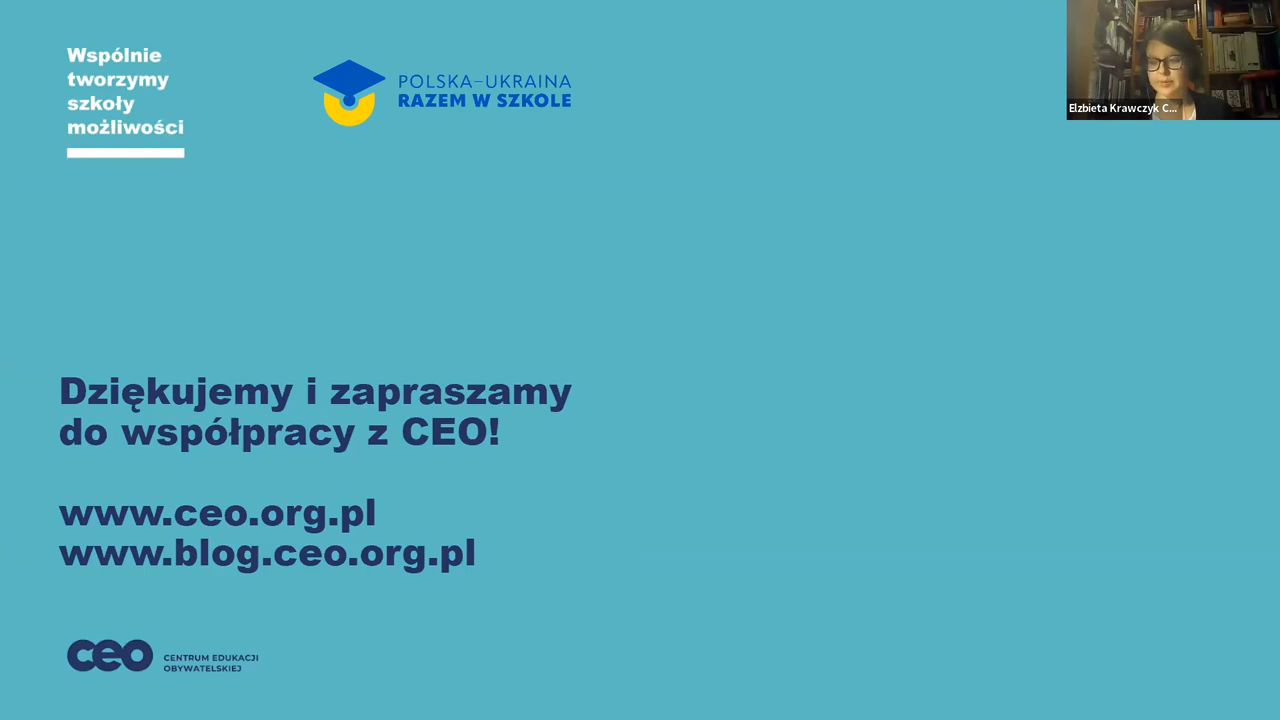 Wspólnie
tworzymy
szkoły
możliwości
POLSKA–UKRAINA
RAZEM W SZKOLE
Elzbieta Krawczyk C...
Dziękujemy i zapraszamy
do współpracy z CEO!
www.ceo.org.pl
www.blog.ceo.org.pl
ceo
CENTRUM EDUKACJI
OBYWATELSKIEJ